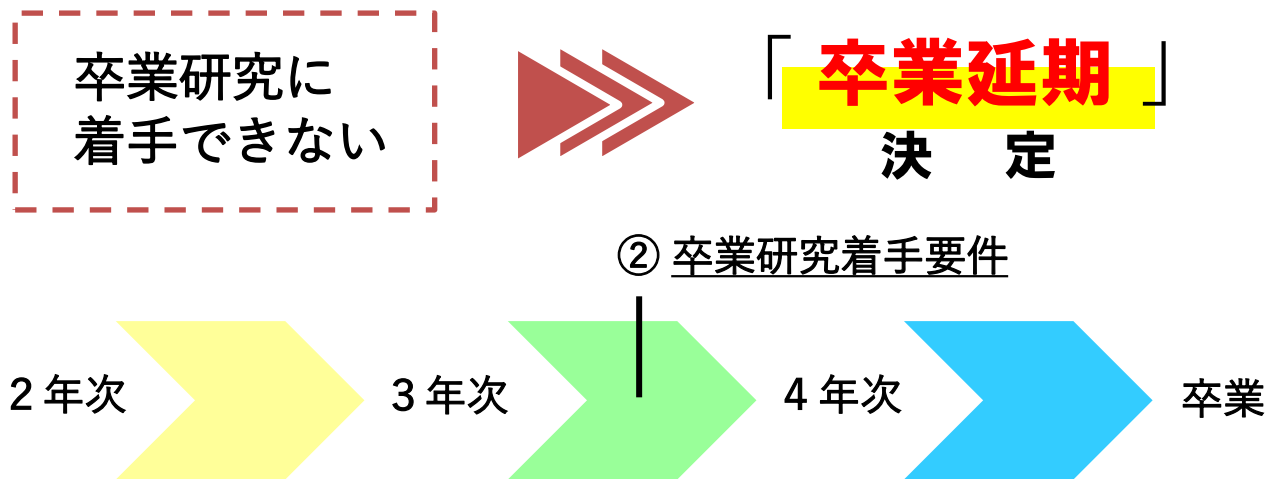 卒業研究に
着手できない
「卒業延期」
決 定
② 卒業研究着手要件
2 年次
3 年次
4 年次
卒業